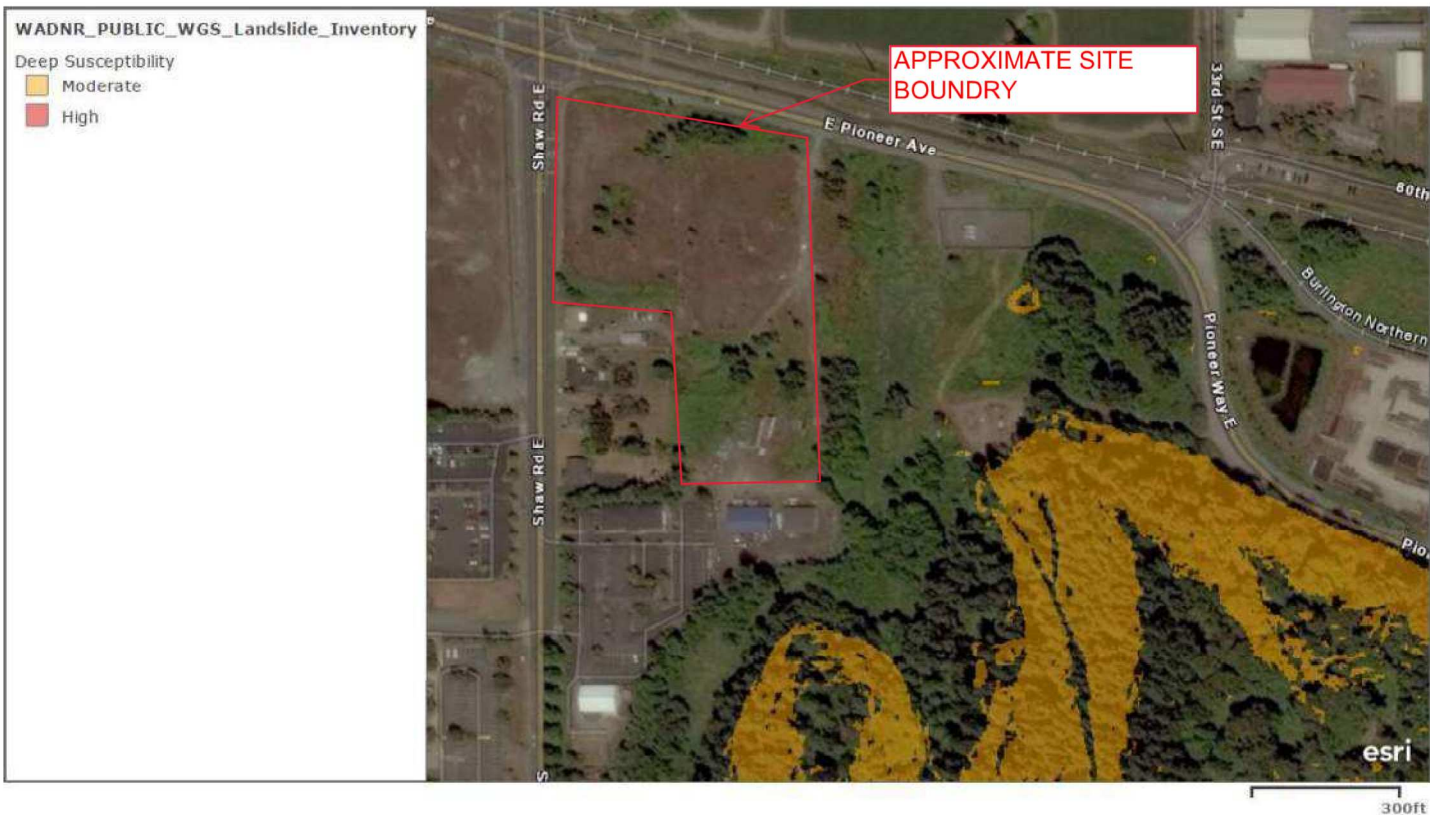 WADNR_PUBLIC_WGS_Landslide_Inventory
Deep Susceptibility
Moderate
High
APPROXIMATE SITE
BOUNDRY
Shaw Rd E
E Pioneer Ave
33rd St SE
80th
Burlington Northern
Pioneer Way E
Shaw Rd E
Pio
S
esri
300ft